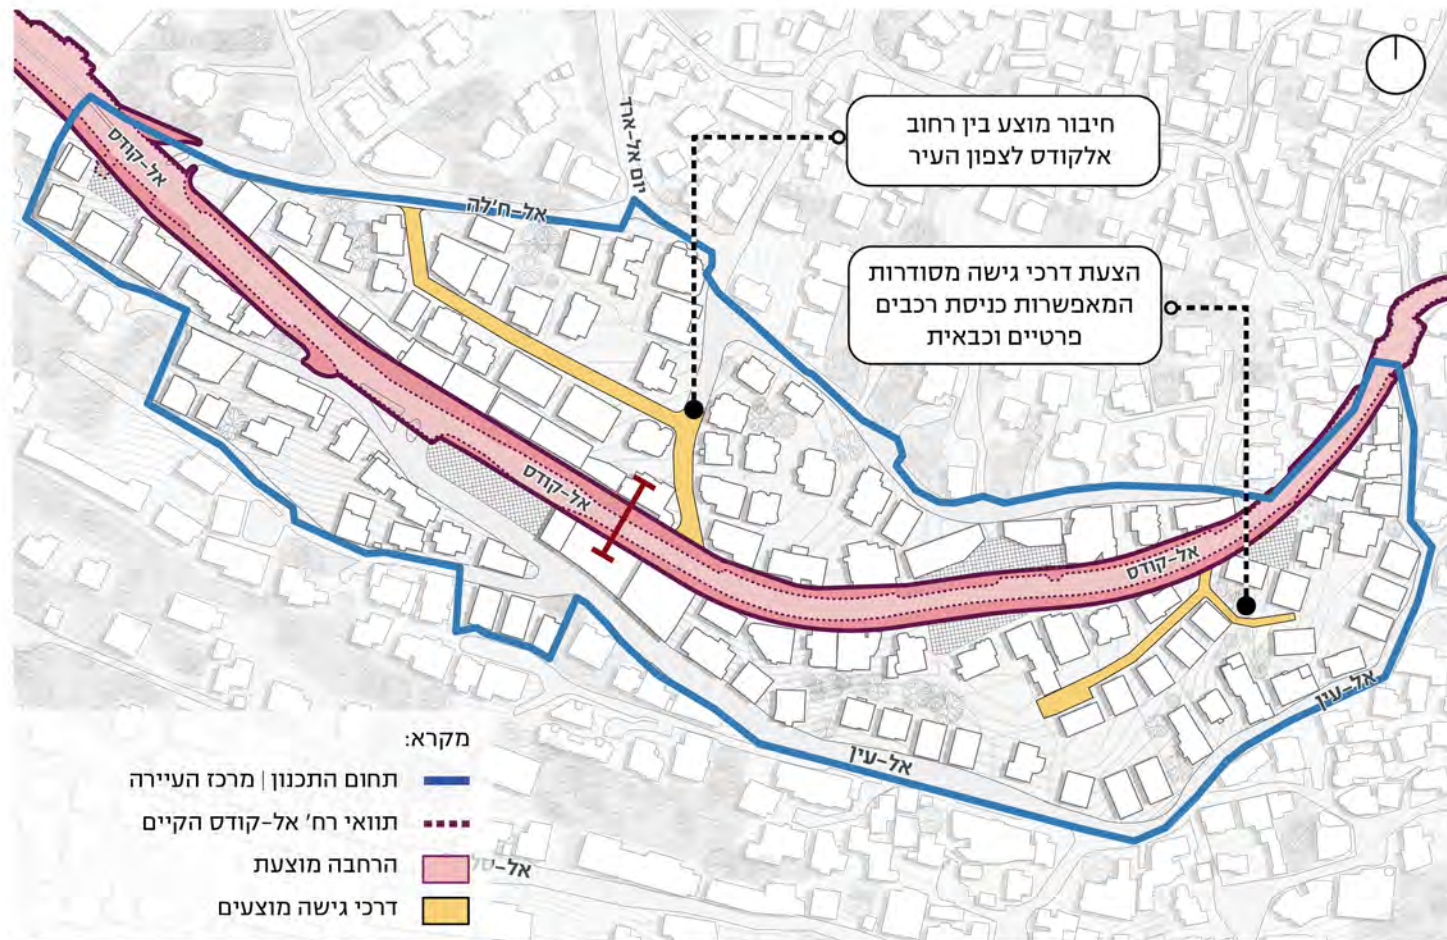 חיבור מוצע בין רחוב
אלקודס לצפון העיר
הצעת דרכי גישה מסודרות
המאפשרות כניסת רכבים
פרטיים וכבאית
יום אל-ארד
אל-קודס
אל-ח'לה
אל-קודס
אל-קודס
אל-עין
אל-עין
מקרא:
תחום התכנון | מרכז העיירה
תוואי רח' אל-קודס הקיים
הרחבה מוצעת
דרכי גישה מוצעים